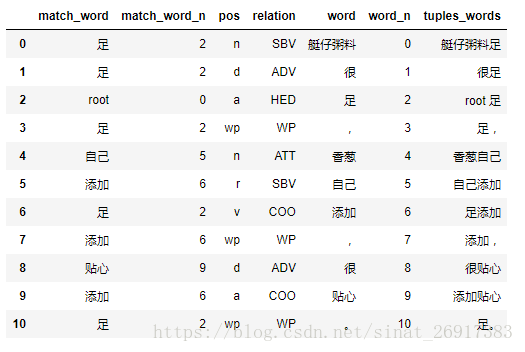 match_word match_word_n pos relation word word_n tuples_words
0 足 2 n SBV 艇仔粥料 0 艇仔粥料足
1 足 2 d ADV 很 1 很足
2 root 0 a HED 足 2 root足
3 足 2 wp WP ， 3 足，
4 自己 5 n ATT 香葱 4 香葱自己
5 添加 6 r SBV 自己 5 自己添加
6 足 2 v COO 添加 6 足添加
7 添加 6 wp WP ， 7 添加，
8 贴心 9 d ADV 很 8 很贴心
9 添加 6 a COO 贴心 9 添加贴心
10 足 2 wp WP 。 10 足。
https://blog.csdn.net/sinat_26917383